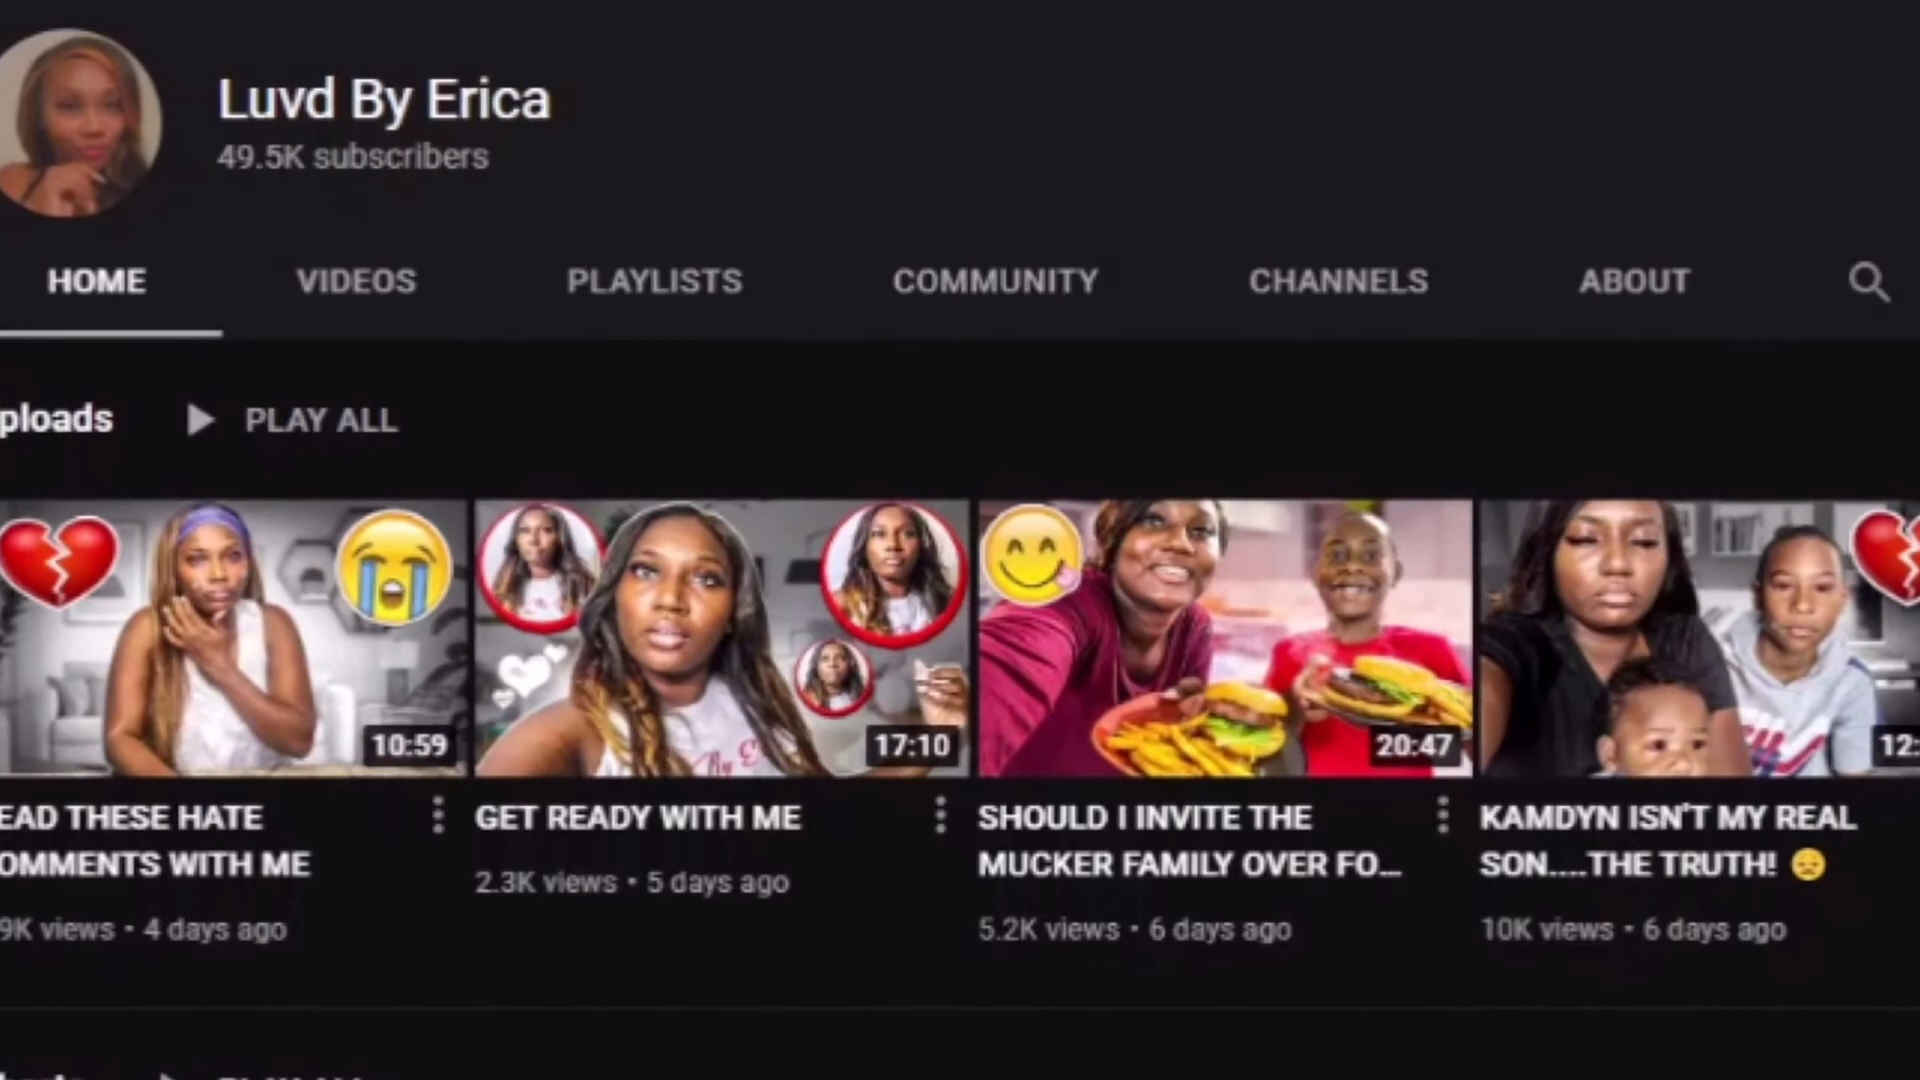 Luvd By Erica
49.5K subscribers
HOME VIDEOS PLAYLISTS COMMUNITY CHANNELS ABOUT
ploads PLAY ALL
By E
10:59 17:10 20:47 12:
EAD THESE HATE
OMMENTS WITH ME
9K views • 4 days ago
GET READY WITH ME
2.3K views • 5 days ago
SHOULD I INVITE THE
MUCKER FAMILY OVER FO...
5.2K views • 6 days ago
KAMDYN ISN'T MY REAL
SON....THE TRUTH! 😞
10K views • 6 days ago